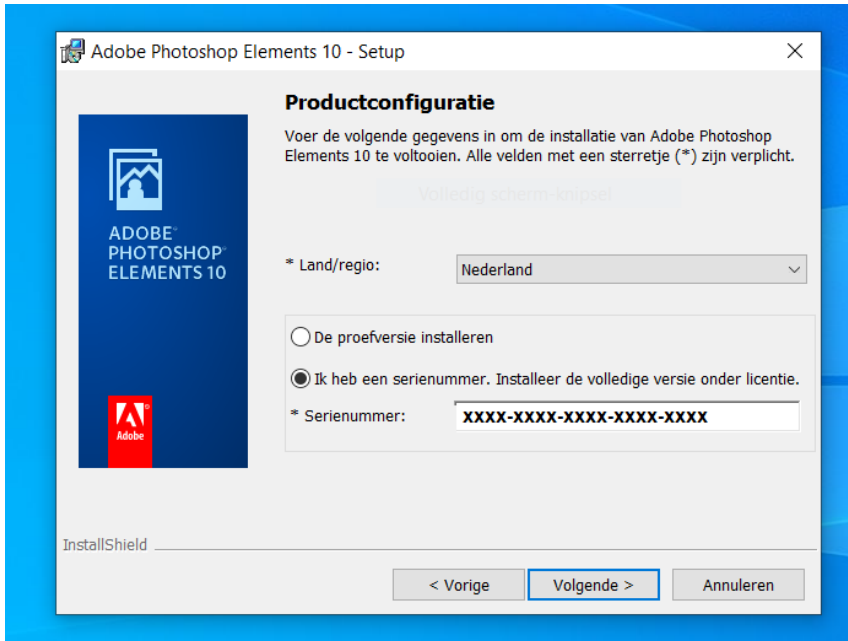 Adobe Photoshop Elements 10 - Setup
Productconfiguratie
Voer de volgende gegevens in om de installatie van Adobe Photoshop
Elements 10 te voltooien. Alle velden met een sterretje (*) zijn verplicht.
Volledig scherm-knipsel
ADOBE®
PHOTOSHOP®
ELEMENTS 10
* Land/regio:
Nederland
De proefversie installeren
Ik heb een serienummer. Installeer de volledige versie onder licentie.
* Serienummer:
XXXX-XXXX-XXXX-XXXX-XXXX
Adobe
InstallShield
< Vorige
Volgende >
Annuleren